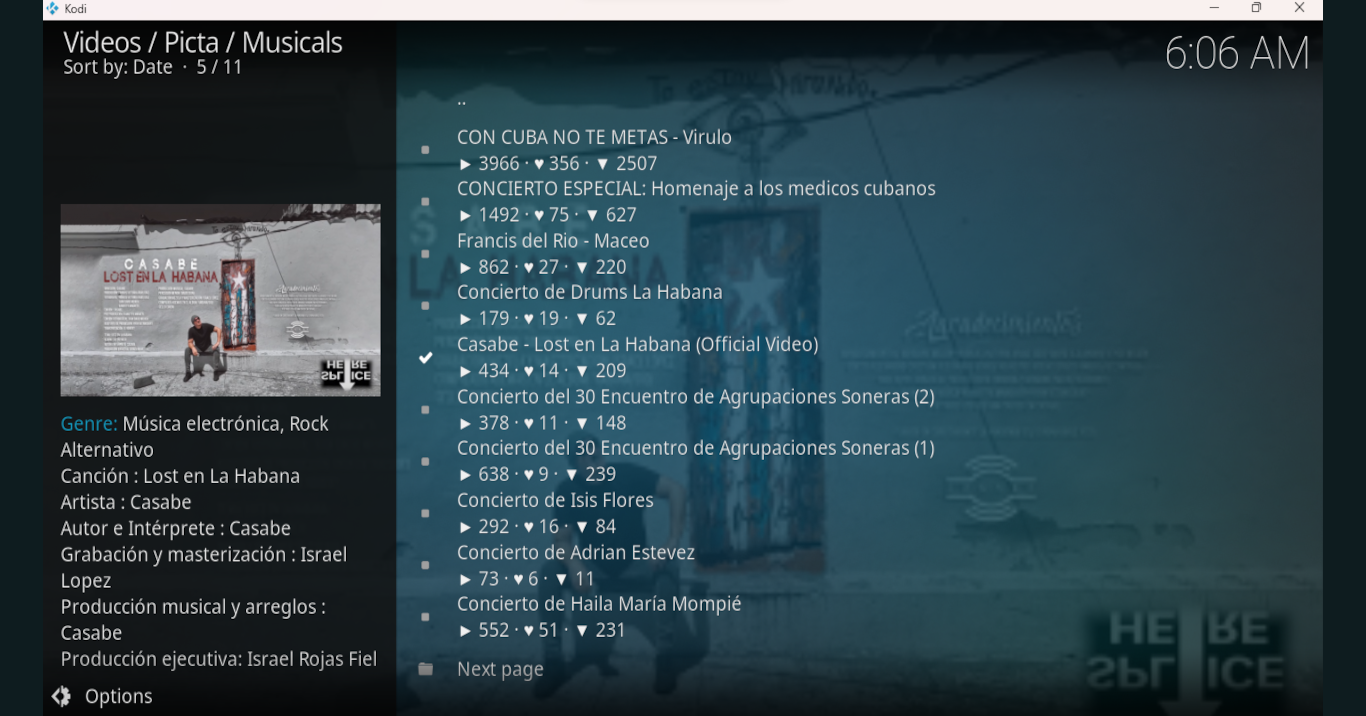 Kodi
Videos / Picta / Musicals
Sort by: Date · 5 / 11
6:06 AM
CASABE
LOST EN LA HABANA
HERE
SPLICE
Genre: Música electrónica, Rock
Alternativo
Canción : Lost en La Habana
Artista : Casabe
Autor e Intérprete : Casabe
Grabación y masterización : Israel
Lopez
Producción musical y arreglos :
Casabe
Producción ejecutiva: Israel Rojas Fiel
Options
..
CON CUBA NO TE METAS - Virulo
▶ 3966 · ♥ 356 · ▼ 2507
CONCIERTO ESPECIAL: Homenaje a los medicos cubanos
▶ 1492 · ♥ 75 · ▼ 627
Francis del Rio - Maceo
▶ 862 · ♥ 27 · ▼ 220
Concierto de Drums La Habana
▶ 179 · ♥ 19 · ▼ 62
Casabe - Lost en La Habana (Official Video)
▶ 434 · ♥ 14 · ▼ 209
Concierto del 30 Encuentro de Agrupaciones Soneras (2)
▶ 378 · ♥ 11 · ▼ 148
Concierto del 30 Encuentro de Agrupaciones Soneras (1)
▶ 638 · ♥ 9 · ▼ 239
Concierto de Isis Flores
▶ 292 · ♥ 16 · ▼ 84
Concierto de Adrian Estevez
▶ 73 · ♥ 6 · ▼ 11
Concierto de Haila María Mompié
▶ 552 · ♥ 51 · ▼ 231
Next page